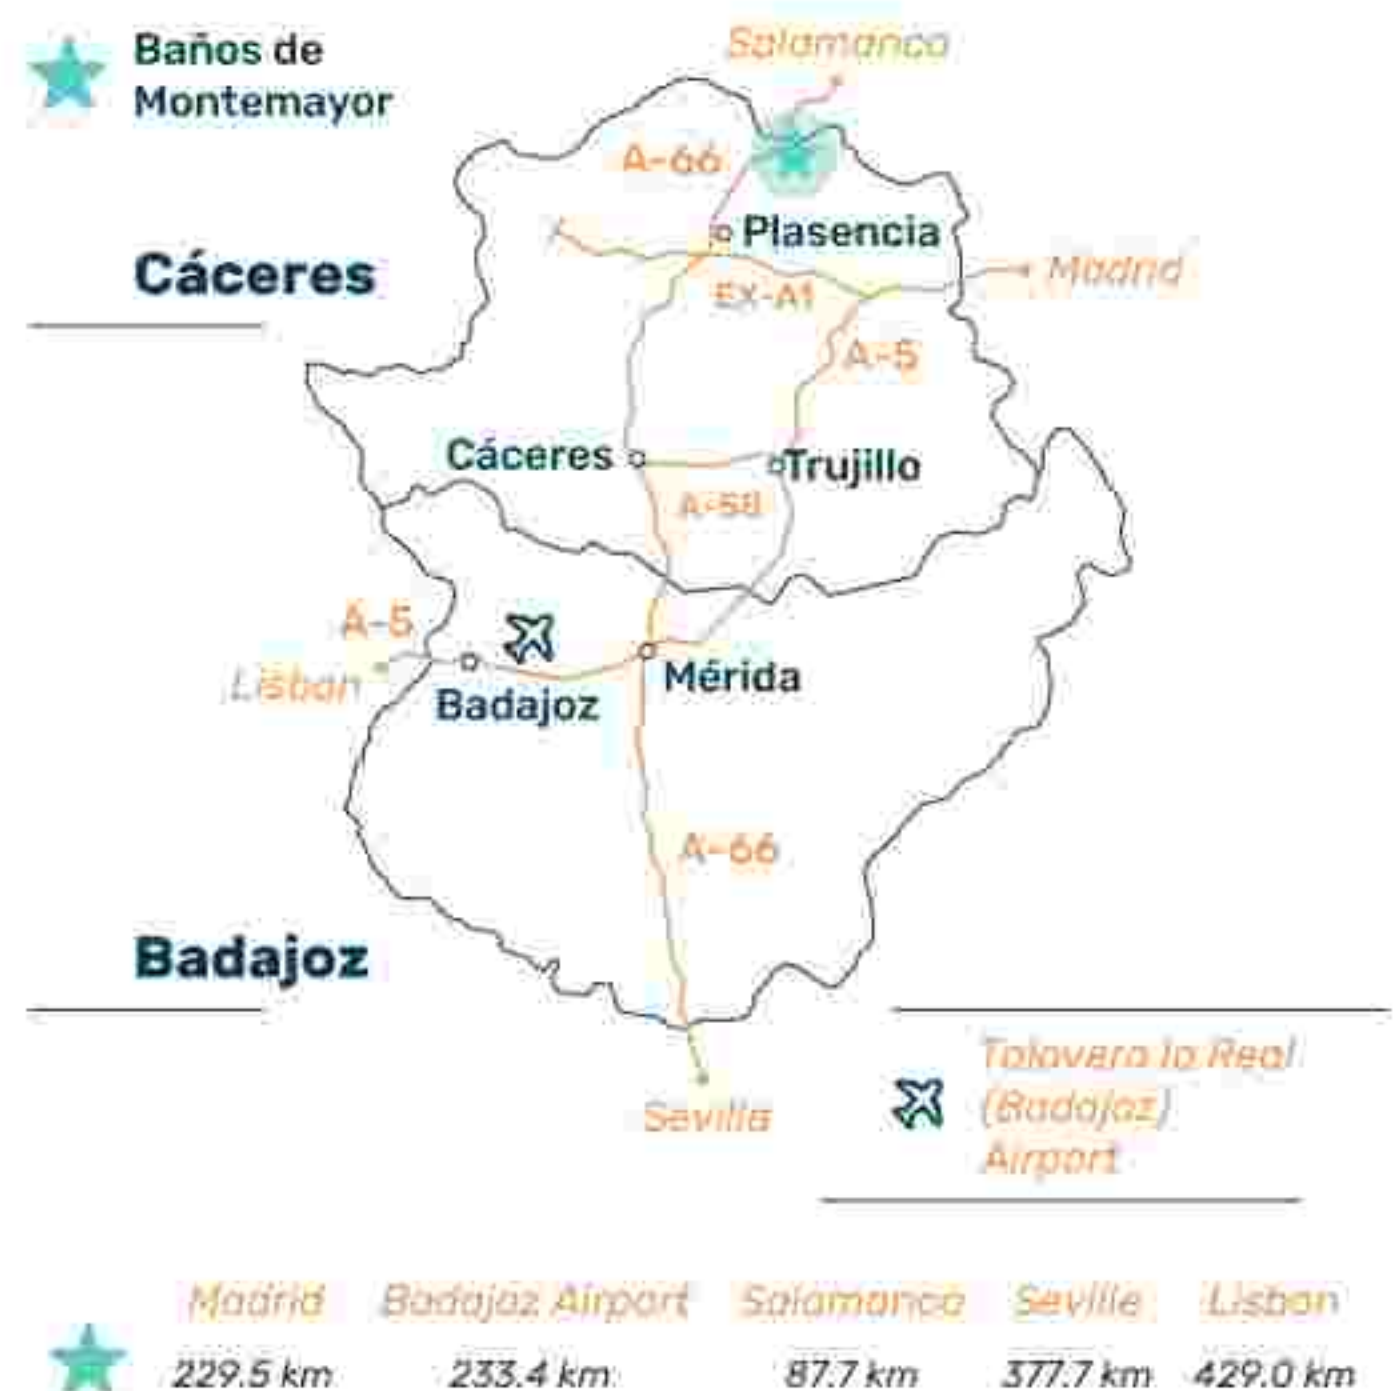 Baños de
Montemayor
Salamanca
A-66
Plasencia
Cáceres
Madrid
EX-A1
A-5
Cáceres
Trujillo
A-58
A-5
Lisbon
Mérida
Badajoz
A-66
Badajoz
Talavera la Real
(Badajoz)
Airport
Sevilla
Madrid Badajoz Airport Salamanca Seville Lisbon
229.5 km 233.4 km 87.7 km 377.7 km 429.0 km